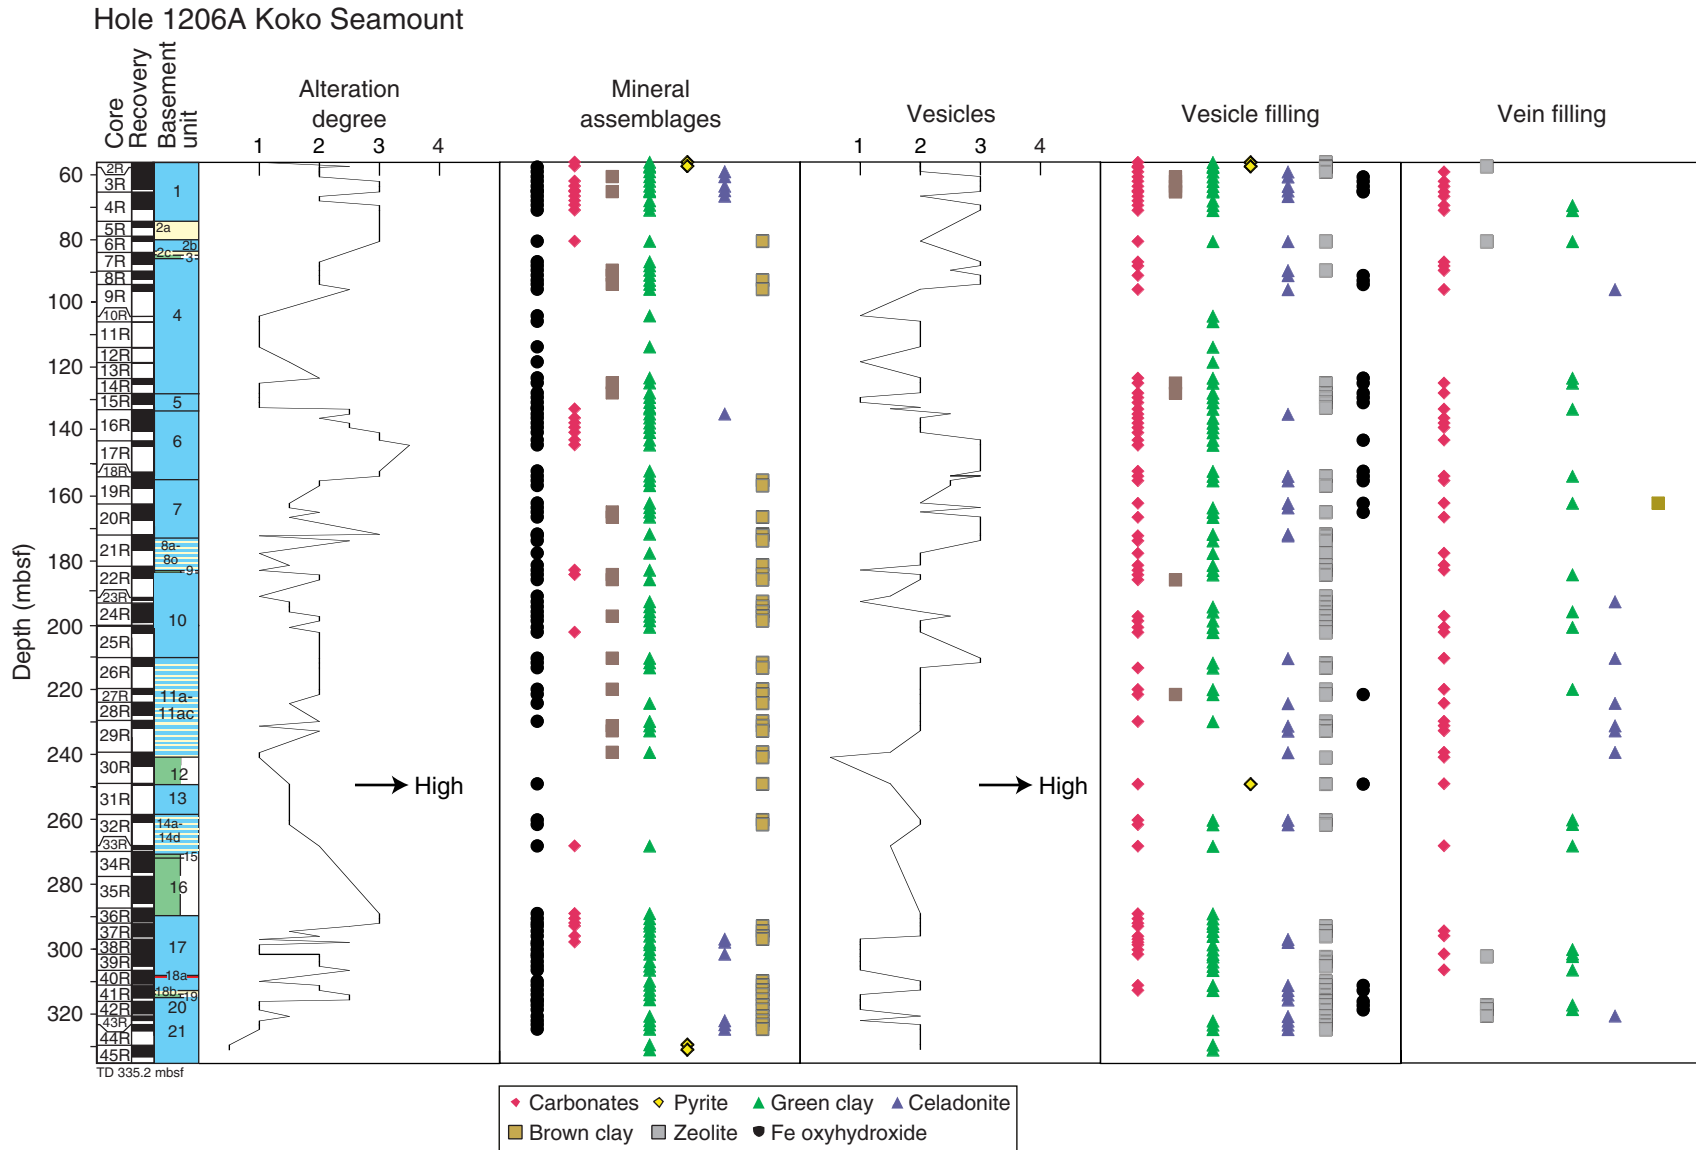 Hole 1206A Koko Seamount
Core
Recovery
Basement
unit
Alteration
degree
Mineral
assemblages
Vesicles
Vesicle filling
Vein filling
1 2 3 4
1 2 3 4
Depth (mbsf)
60
80
100
120
140
160
180
200
220
240
260
280
300
320
2R
3R
4R
5R
6R
7R
8R
9R
10R
11R
12R
13R
14R
15R
16R
17R
18R
19R
20R
21R
22R
23R
24R
25R
26R
27R
28R
29R
30R
31R
32R
33R
34R
35R
36R
37R
38R
39R
40R
41R
42R
43R
44R
45R
1
2a
2b
2c
3
4
5
6
7
8a-
8o
9
10
11a-
11ac
12
13
14a-
14d
15
16
17
18a
18b
19
20
21
High
High
TD 335.2 mbsf
Carbonates Pyrite Green clay Celadonite
Brown clay Zeolite Fe oxyhydroxide